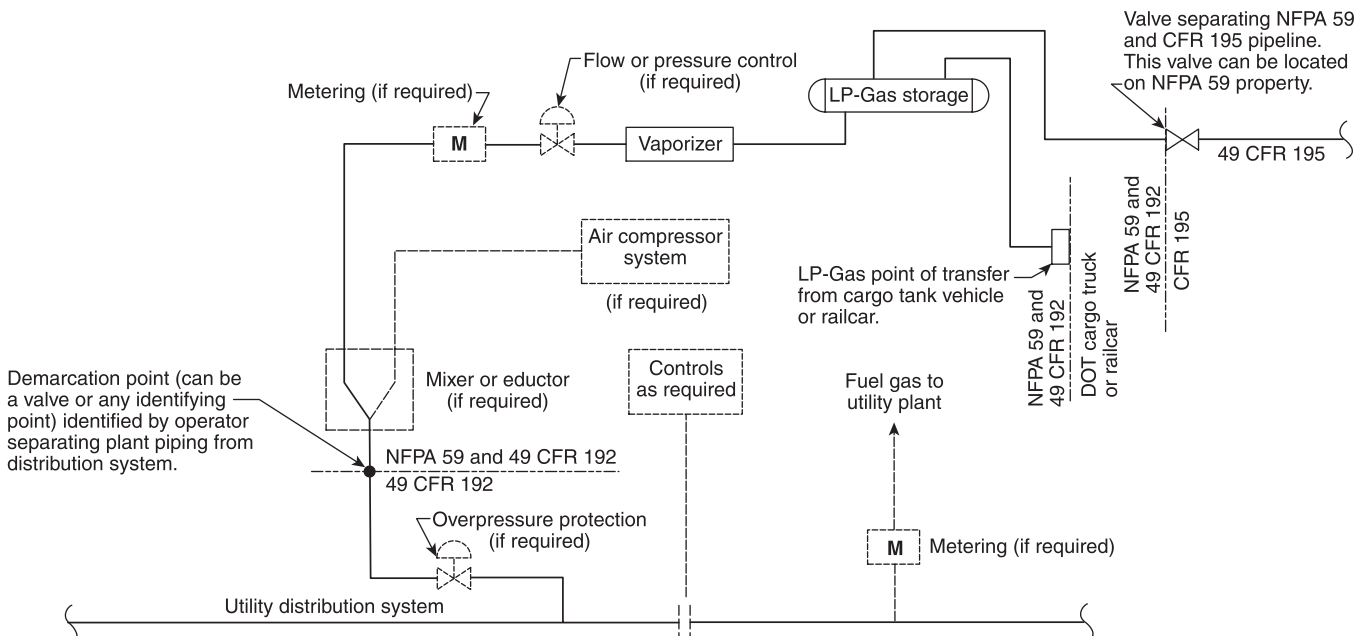 Valve separating NFPA 59
and CFR 195 pipeline.
This valve can be located
on NFPA 59 property.
Flow or pressure control
(if required)
Metering (if required)
LP-Gas storage
M
Vaporizer
49 CFR 195
NFPA 59 and
49 CFR 192
CFR 195
Air compressor
system
(if required)
LP-Gas point of transfer
from cargo tank vehicle
or railcar.
NFPA 59 and
49 CFR 192
DOT cargo truck
or railcar
Mixer or eductor
(if required)
Controls
as required
Fuel gas to
utility plant
Demarcation point (can be
a valve or any identifying
point) identified by operator
separating plant piping from
distribution system.
NFPA 59 and 49 CFR 192
49 CFR 192
Overpressure protection
(if required)
M
Metering (if required)
Utility distribution system